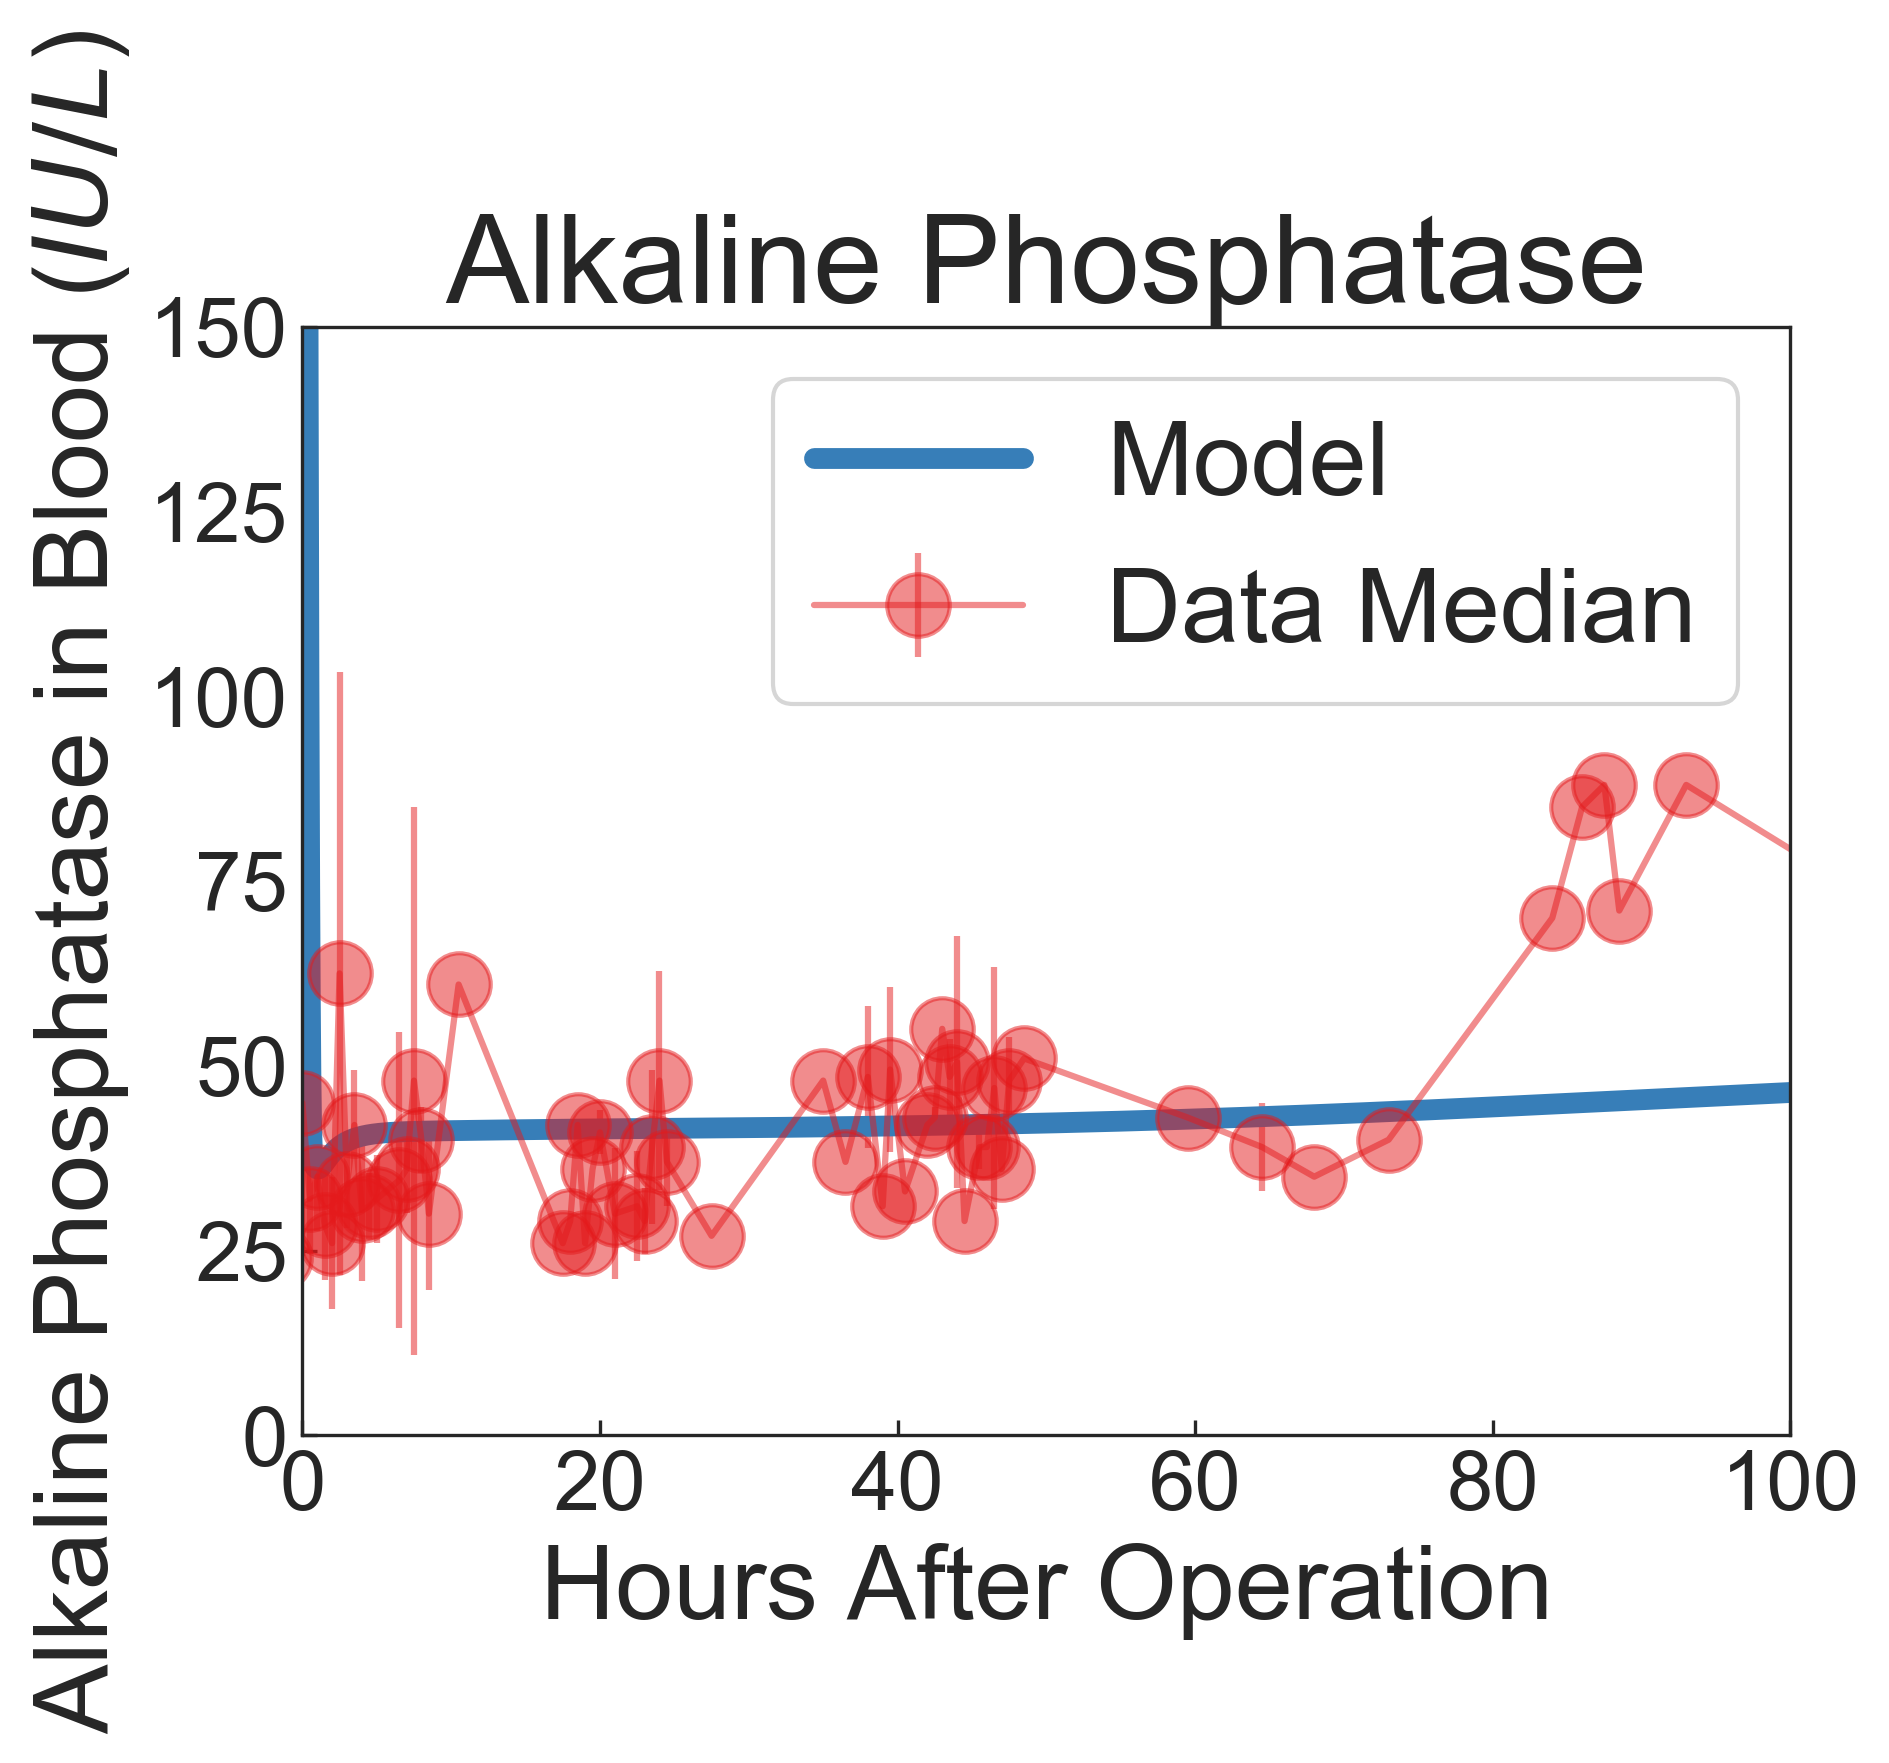 Alkaline Phosphatase
Alkaline Phosphatase in Blood (IU/L)
150
125
100
75
50
25
0
Model
Data Median
0 20 40 60 80 100
Hours After Operation